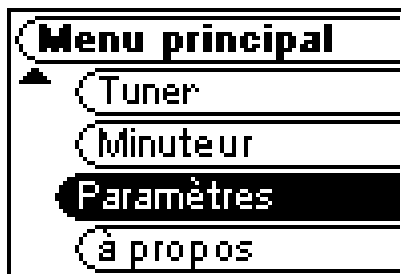 Menu principal
Tuner
Minuteur
Paramètres
à propos